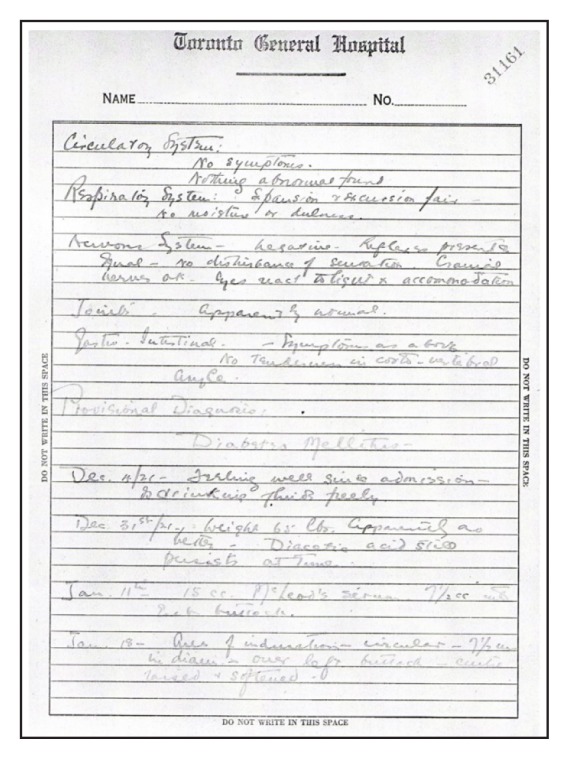 Toronto General Hospital
31161
NAME No.
Circulatory System:
No symptoms.
Nothing abnormal found
Respiratory System: Expansion & excursion fair -
no moisture or dulness.
Nervous System - Negative - Reflexes present &
Equal - No disturbance of sensation. Cranial
nerves ok. Eyes react to light & accommodation
Joints - Apparently normal.
Gastro-Intestinal. - Symptoms as above
No Tenderness in costo-vertebral
angle.
Provisional Diagnosis:
Diabetes Mellitus -
Dec. /21 - Feeling well since admission -
Is drinking fluids freely
Dec. 31st/21. Weight 65 lbs. Apparently no
better - Diacetic acid still
persists at time.
Jan. 11th 15 cc. McLeod's serum. 7½ cc into
each buttock.
Jan. 18 - Area of induration - circular - 7½ cm
in diam. - over left buttock - centre
raised & softened.
DO NOT WRITE IN THIS SPACE
DO NOT WRITE IN THIS SPACE
DO NOT WRITE IN THIS SPACE